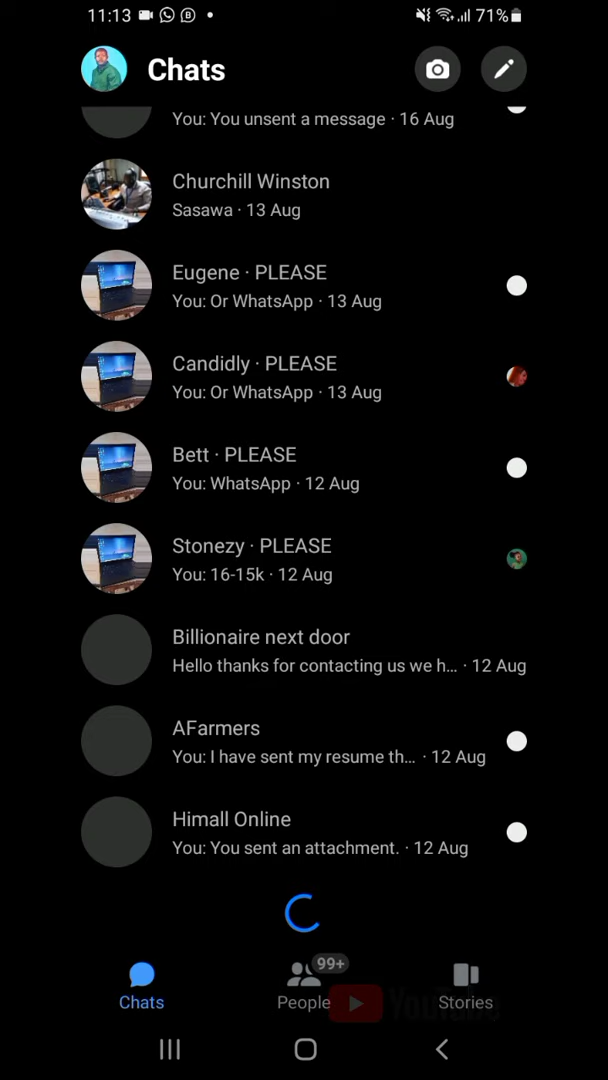 11:13
71%
Chats
You: You unsent a message · 16 Aug
Churchill Winston
Sasawa · 13 Aug
Eugene · PLEASE
You: Or WhatsApp · 13 Aug
Candidly · PLEASE
You: Or WhatsApp · 13 Aug
Bett · PLEASE
You: WhatsApp · 12 Aug
Stonezy · PLEASE
You: 16-15k · 12 Aug
Billionaire next door
Hello thanks for contacting us we h... · 12 Aug
AFarmers
You: I have sent my resume th... · 12 Aug
Himall Online
You: You sent an attachment. · 12 Aug
99+
Chats
People
Stories
YouTube